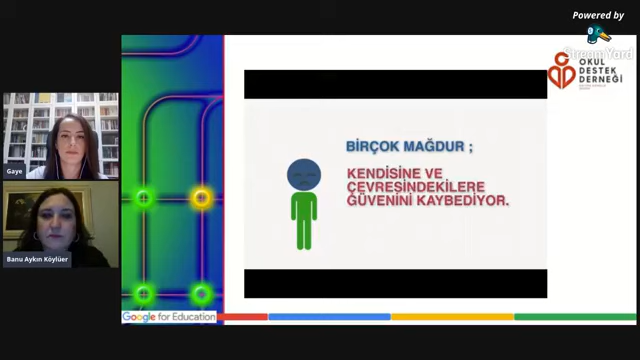 Powered by
StreamYard
OKUL
DESTEK
DERNEĞİ
BİRÇOK MAĞDUR ;
KENDİSİNE VE
ÇEVRESİNDEKİLERE
GÜVENİNİ KAYBEDİYOR.
Gaye
Banu Aykın Köylüer
Google for Education